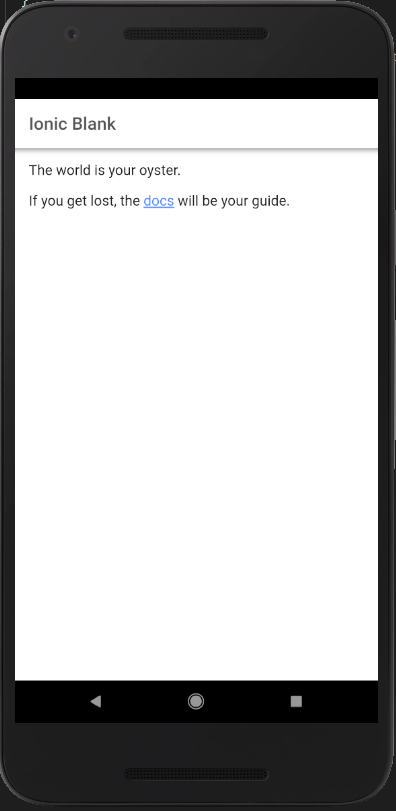 Ionic Blank
The world is your oyster.
If you get lost, the docs will be your guide.